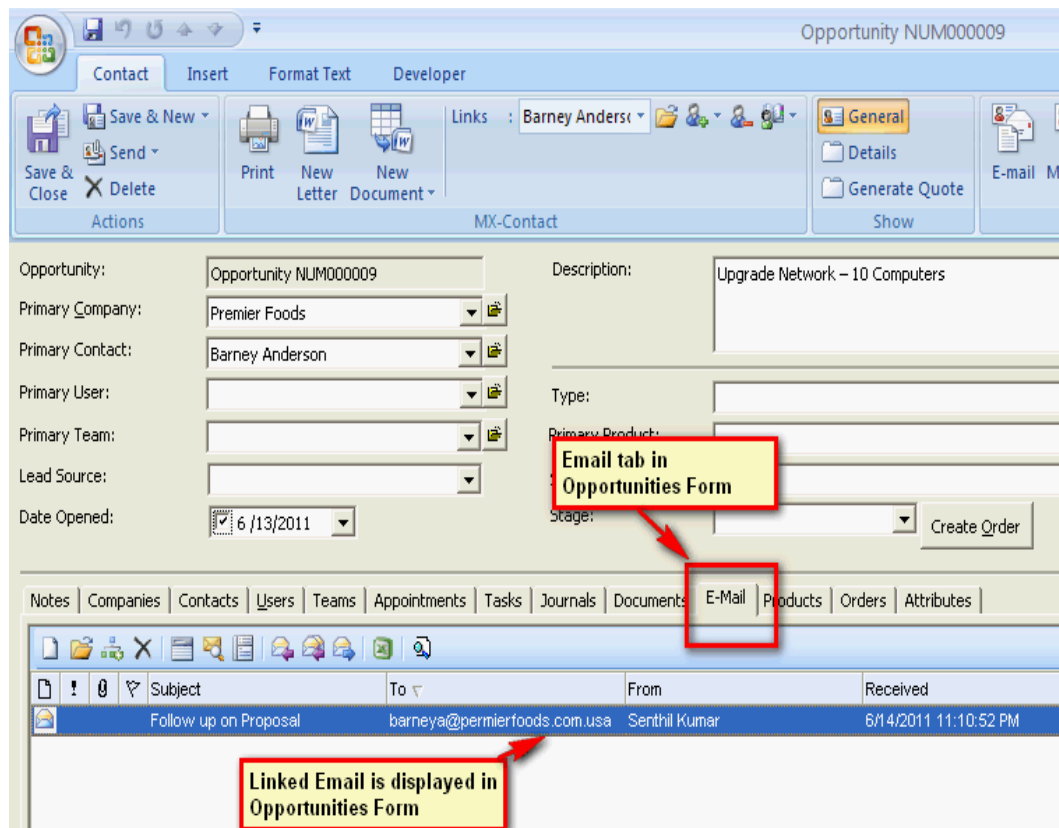 Opportunity NUM000009
Contact Insert Format Text Developer
Save & New
Send
Delete
Save &
Close
Actions
Print
New
Letter
New
Document
Links : Barney Anders
MX-Contact
General
Details
Generate Quote
Show
E-mail M
Opportunity: Opportunity NUM000009
Primary Company: Premier Foods
Primary Contact: Barney Anderson
Primary User:
Primary Team:
Lead Source:
Date Opened: 6 /13/2011
Description: Upgrade Network – 10 Computers
Type:
Primary Product:
Stage: Create Order
Email tab in
Opportunities Form
Notes Companies Contacts Users Teams Appointments Tasks Journals Documents E-Mail Products Orders Attributes
! Subject To From Received
Follow up on Proposal barneya@permierfoods.com.usa Senthil Kumar 6/14/2011 11:10:52 PM
Linked Email is displayed in
Opportunities Form